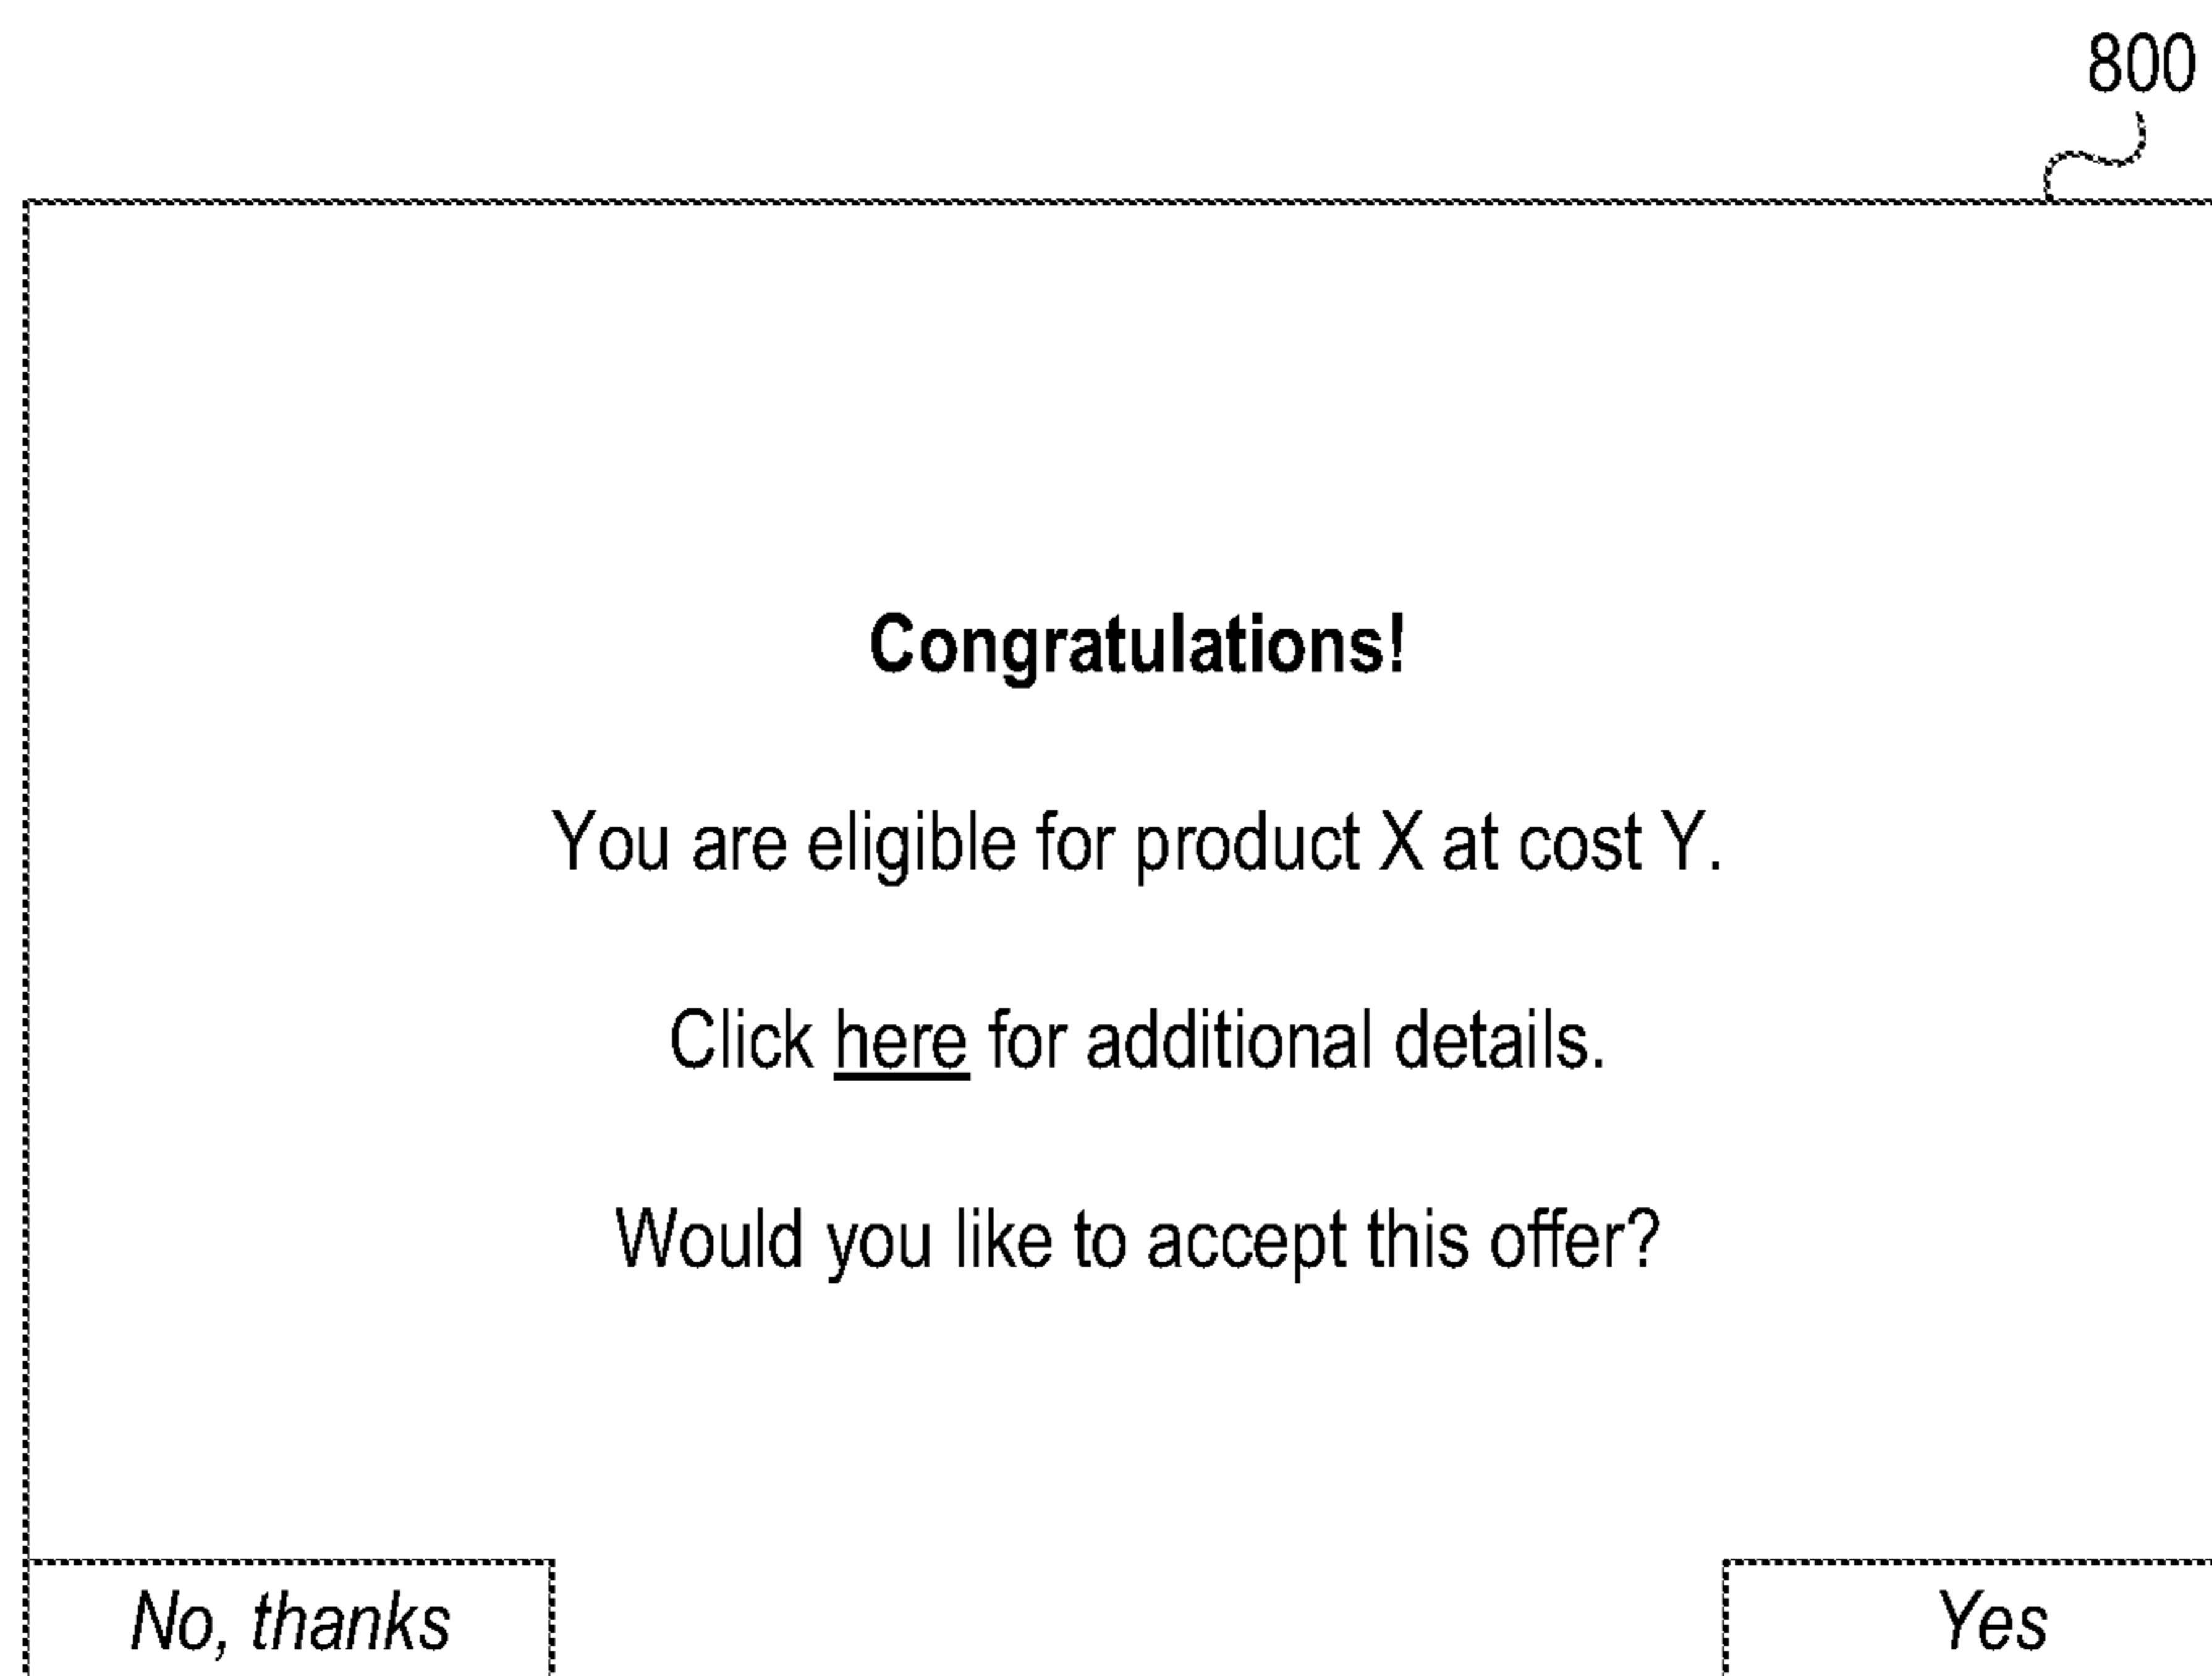 800
Congratulations!
You are eligible for product X at cost Y.
Click here for additional details.
Would you like to accept this offer?
No, thanks
Yes